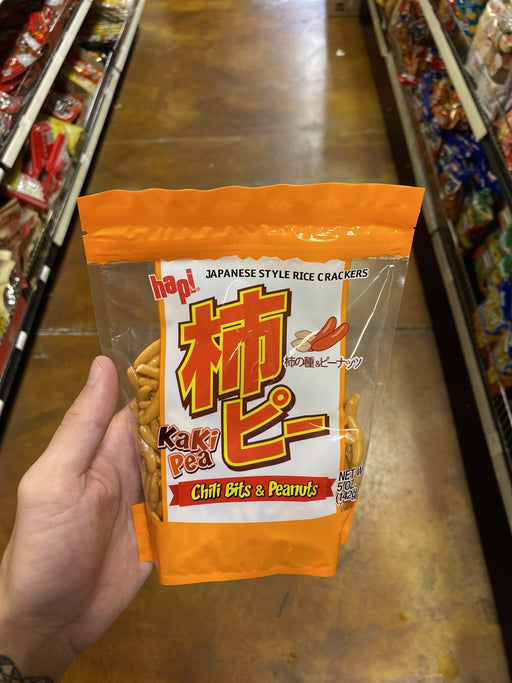 hapi
JAPANESE STYLE RICE CRACKERS
柿ピー
柿の種&ピーナッツ
KaKi
Pea
Chili Bits & Peanuts
NET
5 OZ.
(142g)